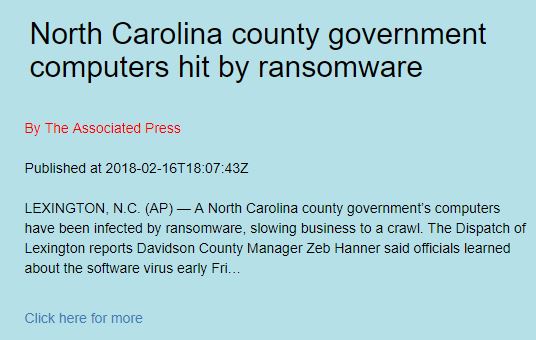 North Carolina county government
computers hit by ransomware
By The Associated Press
Published at 2018-02-16T18:07:43Z
LEXINGTON, N.C. (AP) — A North Carolina county government’s computers
have been infected by ransomware, slowing business to a crawl. The Dispatch of
Lexington reports Davidson County Manager Zeb Hanner said officials learned
about the software virus early Fri…
Click here for more